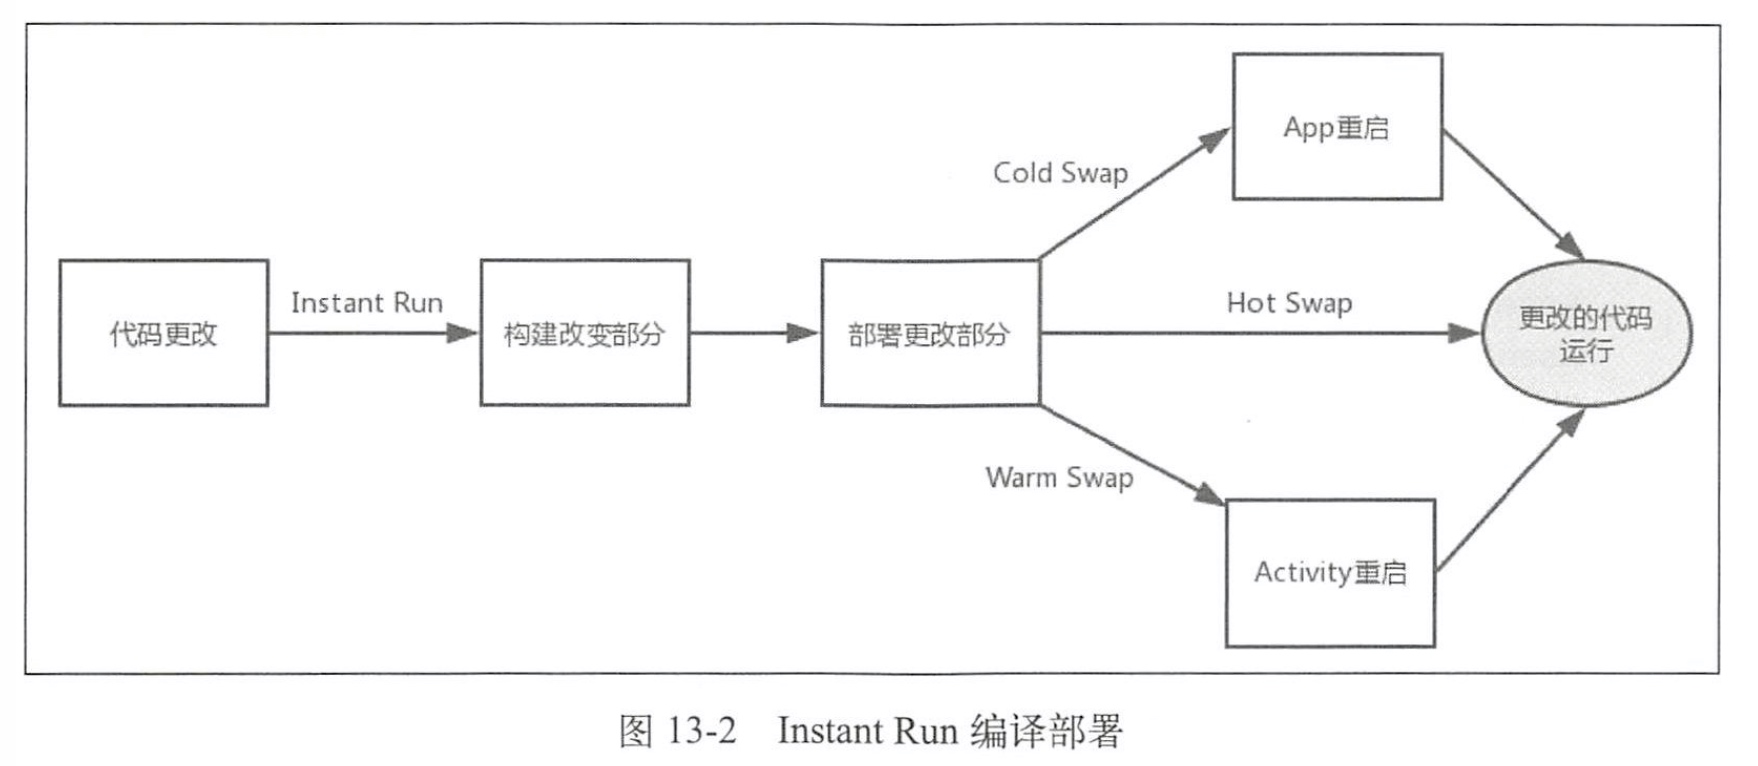 App重启
Cold Swap
代码更改
Instant Run
构建改变部分
部署更改部分
Hot Swap
更改的代码
运行
Warm Swap
Activity重启
图 13-2 Instant Run 编译部署